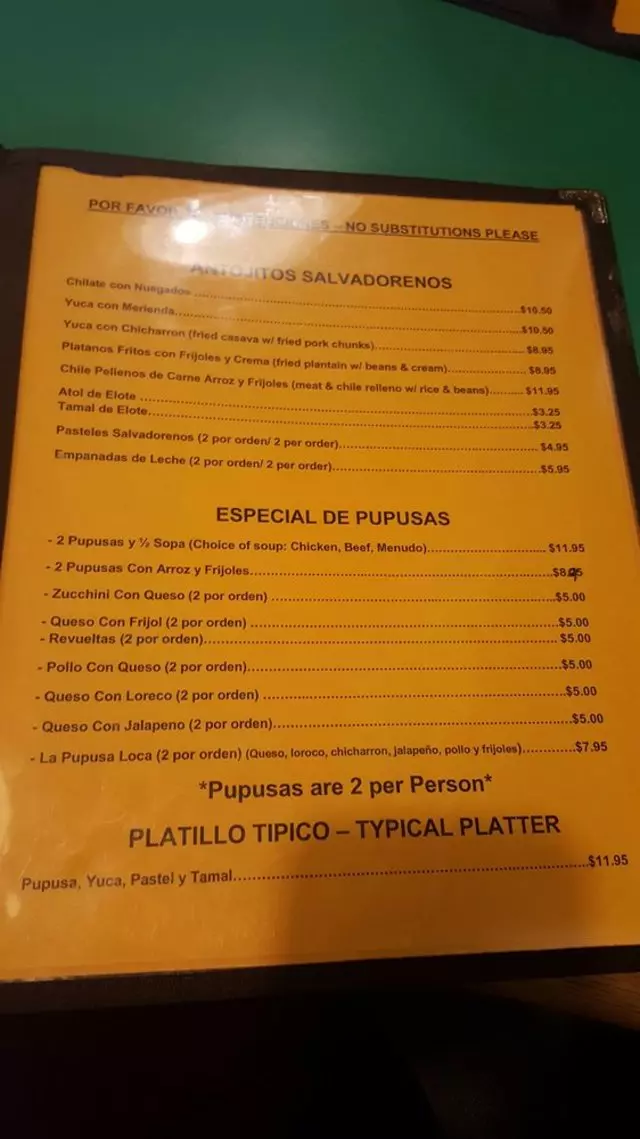 POR FAVOR – NO SUBSTITUTIONS PLEASE
ANTOJITOS SALVADORENOS
Chilate con Nuegados ........ $10.50
Yuca con Merienda........ $10.50
Yuca con Chicharron (fried casava w/ fried pork chunks)........ $8.95
Platanos Fritos con Frijoles y Crema (fried plantain w/ beans & cream)........ $8.95
Chile Pellenos de Carne Arroz y Frijoles (meat & chile relleno w/ rice & beans)........ $11.95
Atol de Elote ........ $3.25
Tamal de Elote........ $3.25
Pasteles Salvadorenos (2 por orden/ 2 per order)........ $4.95
Empanadas de Leche (2 por orden/ 2 per order)........ $5.95
ESPECIAL DE PUPUSAS
- 2 Pupusas y ½ Sopa (Choice of soup: Chicken, Beef, Menudo)........ $11.95
- 2 Pupusas Con Arroz y Frijoles........
- Zucchini Con Queso (2 por orden) ........ $5.00
- Queso Con Frijol (2 por orden) ........ $5.00
- Revueltas (2 por orden)........ $5.00
- Pollo Con Queso (2 por orden)........ $5.00
- Queso Con Loreco (2 por orden) ........ $5.00
- Queso Con Jalapeno (2 por orden)........ $5.00
- La Pupusa Loca (2 por orden) (Queso, loroco, chicharron, jalapeño, pollo y frijoles)........ $7.95
*Pupusas are 2 per Person*
PLATILLO TIPICO – TYPICAL PLATTER
Pupusa, Yuca, Pastel y Tamal........ $11.95